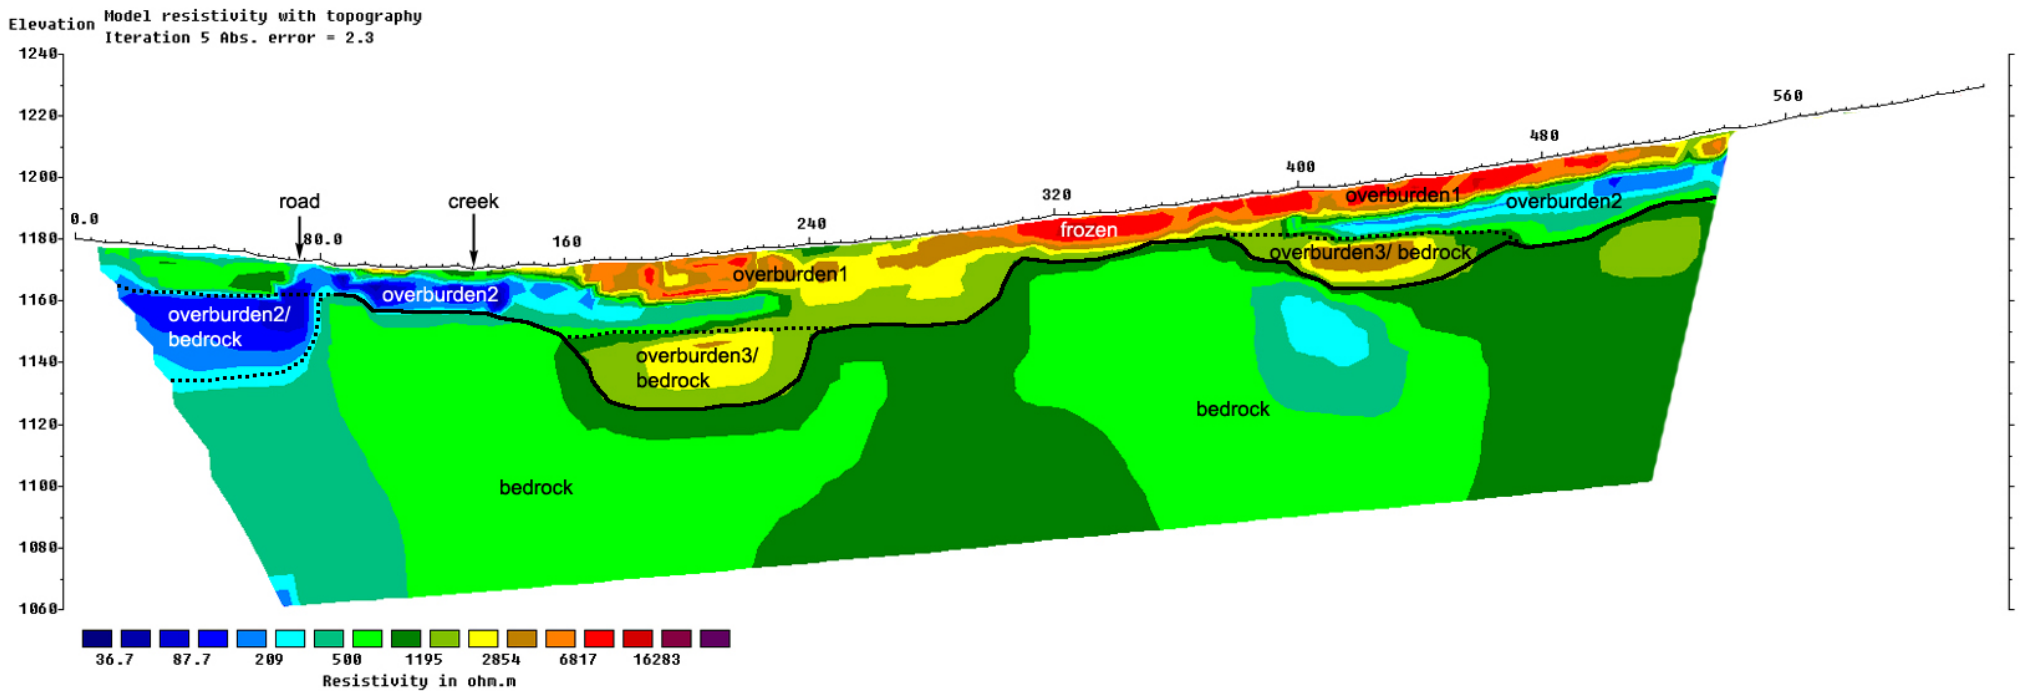 Model resistivity with topography
Elevation
Iteration 5 Abs. error = 2.3
1240
1220
1200
1180
1160
1140
1120
1100
1080
1060
0.0
road
80.0
creek
160
240
320
400
480
560
overburden1
overburden2
frozen
overburden3/ bedrock
overburden1
overburden2
overburden2/
bedrock
overburden3/
bedrock
bedrock
bedrock
36.7 87.7 209 500 1195 2854 6817 16283
Resistivity in ohm.m